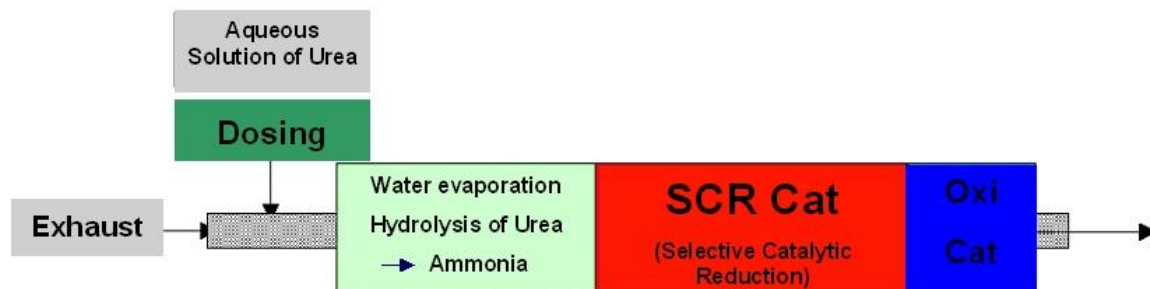 Aqueous
Solution of Urea
Dosing
Exhaust
Water evaporation
Hydrolysis of Urea
Ammonia
SCR Cat
(Selective Catalytic
Reduction)
Oxi
Cat